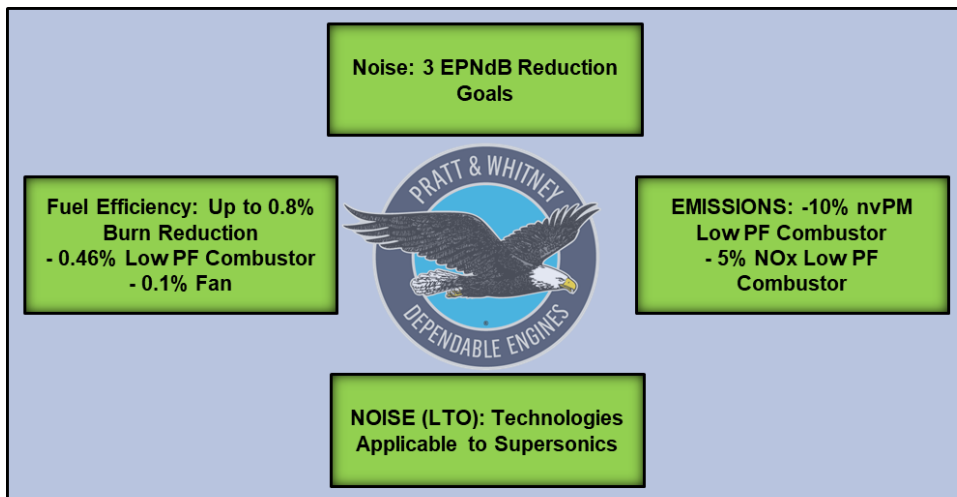 Noise: 3 EPNdB Reduction
Goals
Fuel Efficiency: Up to 0.8%
Burn Reduction
- 0.46% Low PF Combustor
- 0.1% Fan
PRATT & WHITNEY
DEPENDABLE ENGINES
EMISSIONS: -10% nvPM
Low PF Combustor
- 5% NOx Low PF
Combustor
NOISE (LTO): Technologies
Applicable to Supersonics